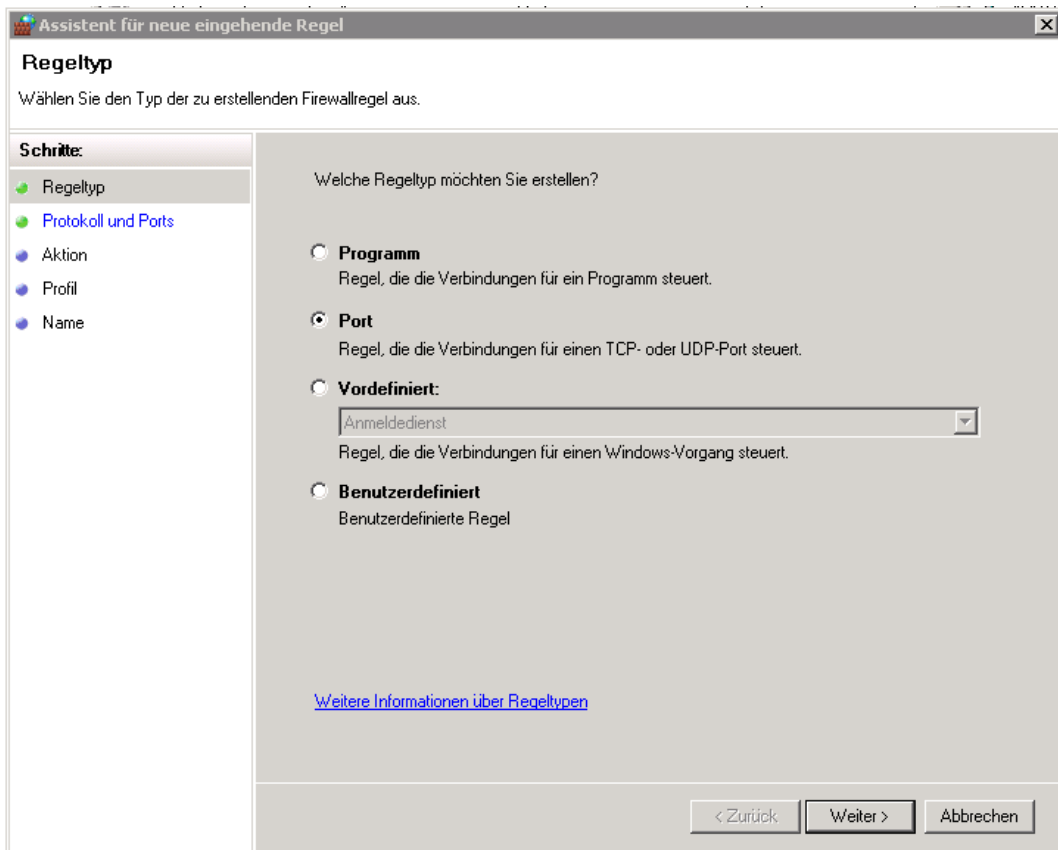 Assistent für neue eingehende Regel
Regeltyp
Wählen Sie den Typ der zu erstellenden Firewallregel aus.
Schritte:
Regeltyp
Protokoll und Ports
Aktion
Profil
Name
Welche Regeltyp möchten Sie erstellen?
Programm
Regel, die die Verbindungen für ein Programm steuert.
Port
Regel, die die Verbindungen für einen TCP- oder UDP-Port steuert.
Vordefiniert:
Anmeldedienst
Regel, die die Verbindungen für einen Windows-Vorgang steuert.
Benutzerdefiniert
Benutzerdefinierte Regel
Weitere Informationen über Regeltypen
< Zurück Weiter > Abbrechen